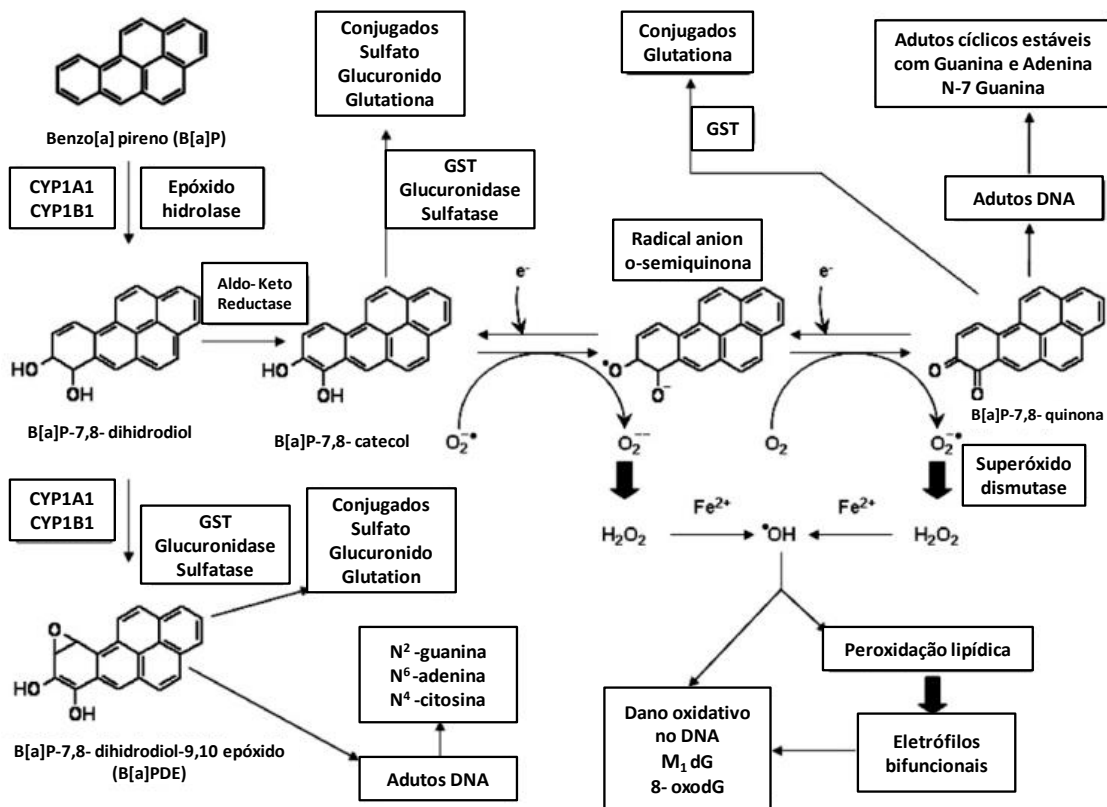 Benzo[a] pireno (B[a]P)
CYP1A1
CYP1B1
Epóxido
hidrolase
Conjugados
Sulfato
Glucuronido
Glutationa
GST
Glucuronidase
Sulfatase
Aldo- Keto
Reductase
HO
OH
B[a]P-7,8- dihidrodiol
HO
OH
B[a]P-7,8- catecol
Conjugados
Glutationa
GST
Radical anion
o-semiquinona
e-
e-
•O
O-
Adutos cíclicos estáveis
com Guanina e Adenina
N-7 Guanina
Adutos DNA
O
O
B[a]P-7,8- quinona
O2-•
O2--
O2
O2-•
Superóxido
dismutase
H2O2
Fe2+
•OH
Fe2+
H2O2
CYP1A1
CYP1B1
GST
Glucuronidase
Sulfatase
Conjugados
Sulfato
Glucuronido
Glutation
O
HO
OH
B[a]P-7,8- dihidrodiol-9,10 epóxido
(B[a]PDE)
N2 -guanina
N6 -adenina
N4 -citosina
Adutos DNA
Peroxidação lipídica
Dano oxidativo
no DNA
M1 dG
8- oxodG
Eletrófilos
bifuncionais